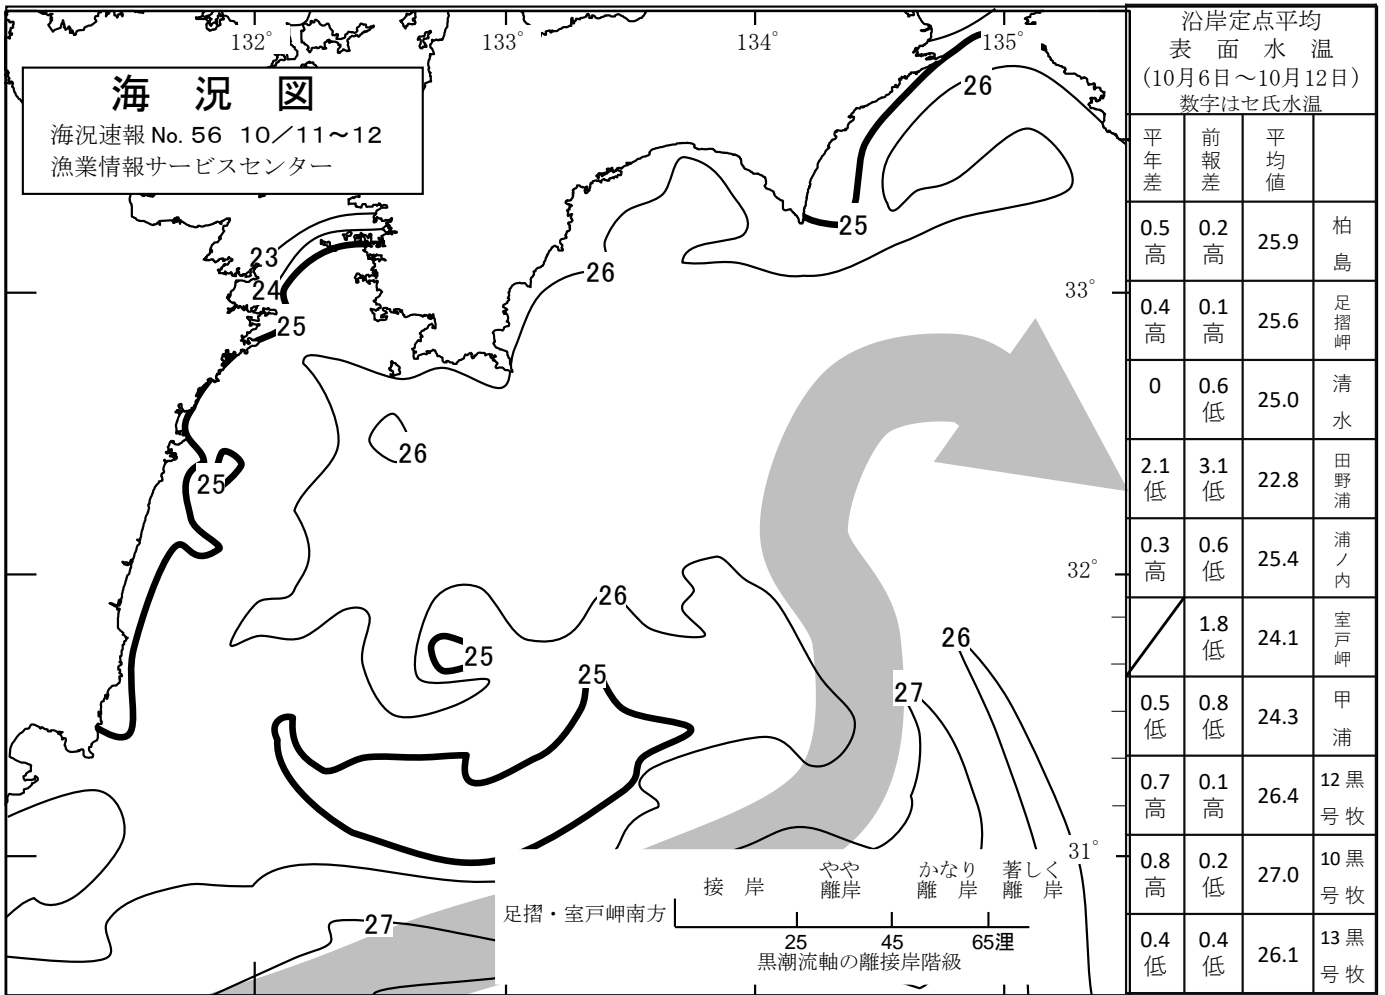 132°
133°
134°
135°
海 況 図
海況速報 No. 56 10／11～12
漁業情報サービスセンター
26
25
23
24
25
26
33°
26
25
32°
26
25
25
26
27
31°
27
接 岸
やや
離岸
かなり
離 岸
著しく
離 岸
足摺・室戸岬南方
25
45
65浬
黒潮流軸の離接岸階級
沿岸定点平均
表 面 水 温
(10月6日～10月12日)
数字はセ氏水温
平年差 前報差 平均値
0.5高 0.2高 25.9 柏島
0.4高 0.1高 25.6 足摺岬
0 0.6低 25.0 清水
2.1低 3.1低 22.8 田野浦
0.3高 0.6低 25.4 浦ノ内
1.8低 24.1 室戸岬
0.5低 0.8低 24.3 甲浦
0.7高 0.1高 26.4 黒牧12号
0.8高 0.2低 27.0 黒牧10号
0.4低 0.4低 26.1 黒牧13号